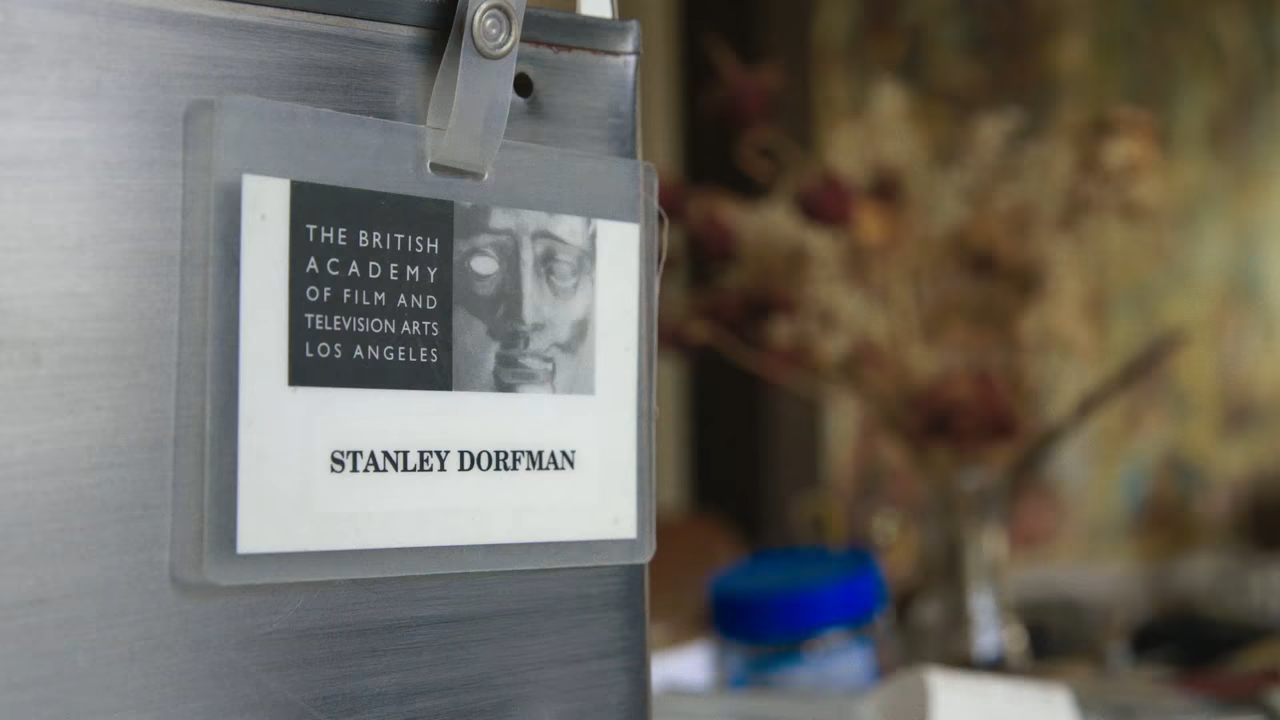 THE BRITISH
ACADEMY
OF FILM AND
TELEVISION ARTS
LOS ANGELES
STANLEY DORFMAN